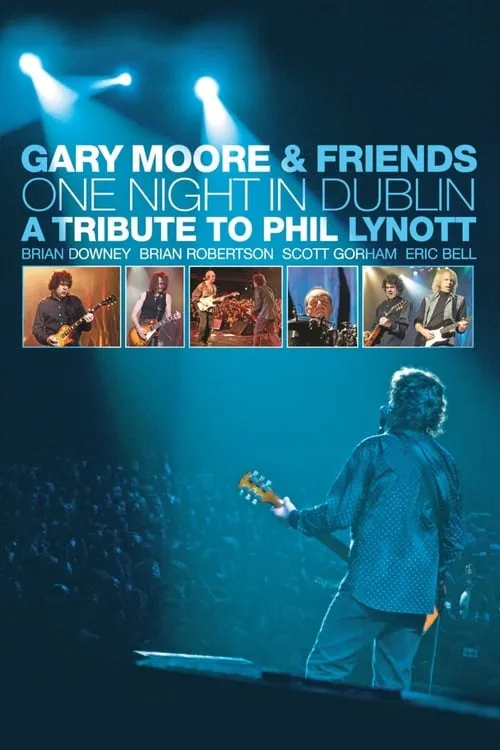 GARY MOORE & FRIENDS
ONE NIGHT IN DUBLIN
A TRIBUTE TO PHIL LYNOTT
BRIAN DOWNEY BRIAN ROBERTSON SCOTT GORHAM ERIC BELL